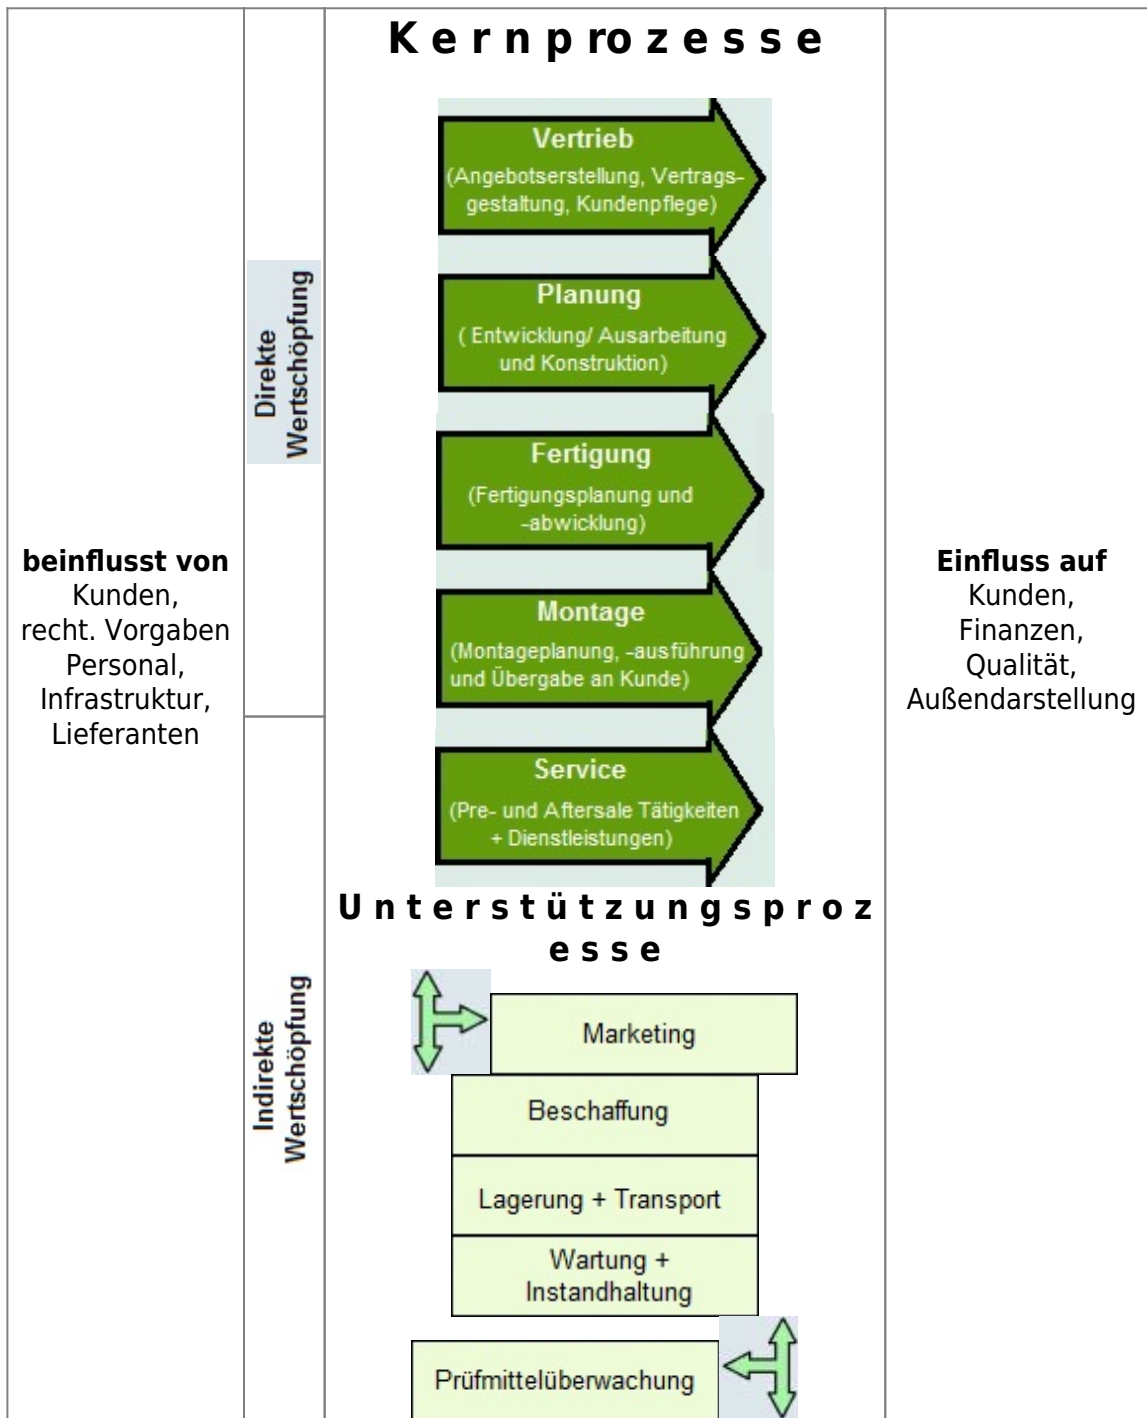 K e r n p r o z e s s e
Vertrieb
(Angebotserstellung, Vertrags-
gestaltung, Kundenpflege)
Planung
( Entwicklung/ Ausarbeitung
und Konstruktion)
Fertigung
(Fertigungsplanung und
-abwicklung)
Montage
(Montageplanung, -ausführung
und Übergabe an Kunde)
Service
(Pre- und Aftersale Tätigkeiten
+ Dienstleistungen)
Direkte
Wertschöpfung
beinflusst von
Kunden,
recht. Vorgaben
Personal,
Infrastruktur,
Lieferanten
Einfluss auf
Kunden,
Finanzen,
Qualität,
Außendarstellung
U n t e r s t ü t z u n g s p r o z
e s s e
Indirekte
Wertschöpfung
Marketing
Beschaffung
Lagerung + Transport
Wartung +
Instandhaltung
Prüfmittelüberwachung